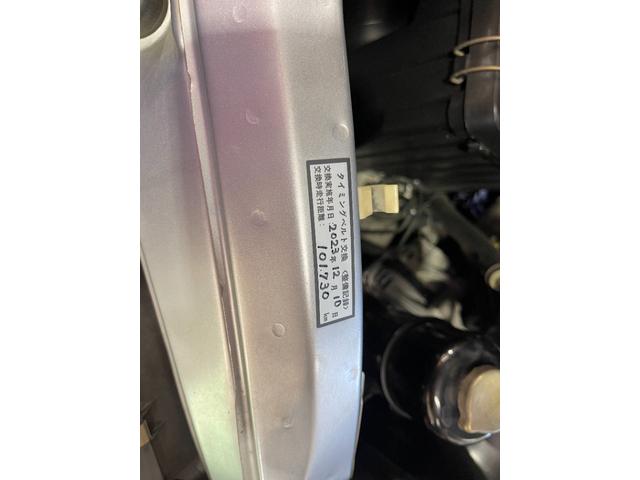 タイミングベルト交換 〈整備記録〉
交換実施年月日:2023年12月10日
交換時走行距離: 101,730 km